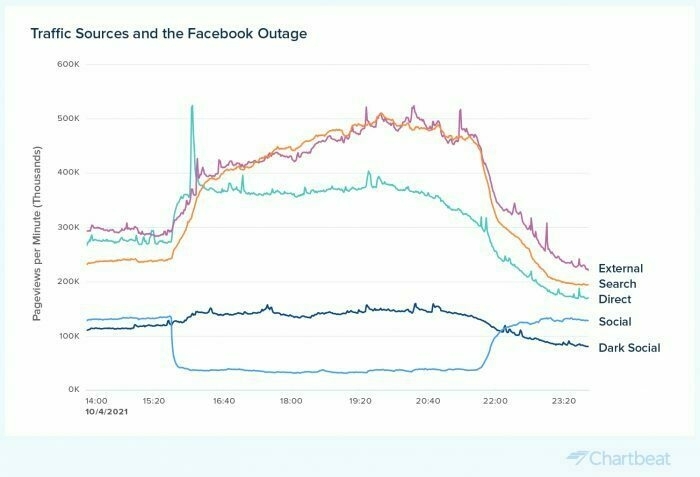 Traffic Sources and the Facebook Outage
600K
500K
400K
300K
200K
100K
0K
Pageviews per Minute (Thousands)
External
Search
Direct
Social
Dark Social
14:00 15:20 16:40 18:00 19:20 20:40 22:00 23:20
10/4/2021
Chartbeat